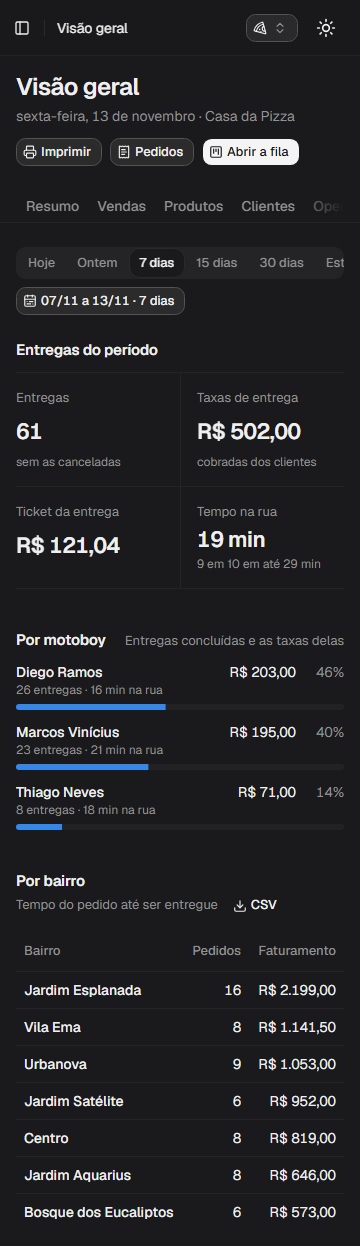 Visão geral
Visão geral
sexta-feira, 13 de novembro · Casa da Pizza
Imprimir Pedidos Abrir a fila
Resumo Vendas Produtos Clientes Ope
Hoje Ontem 7 dias 15 dias 30 dias Est
07/11 a 13/11 · 7 dias
Entregas do período
Entregas
61
sem as canceladas
Taxas de entrega
R$ 502,00
cobradas dos clientes
Ticket da entrega
R$ 121,04
Tempo na rua
19 min
9 em 10 em até 29 min
Por motoboy Entregas concluídas e as taxas delas
Diego Ramos R$ 203,00 46%
26 entregas · 16 min na rua
Marcos Vinícius R$ 195,00 40%
23 entregas · 21 min na rua
Thiago Neves R$ 71,00 14%
8 entregas · 18 min na rua
Por bairro
Tempo do pedido até ser entregue CSV
Bairro Pedidos Faturamento
Jardim Esplanada 16 R$ 2.199,00
Vila Ema 8 R$ 1.141,50
Urbanova 9 R$ 1.053,00
Jardim Satélite 6 R$ 952,00
Centro 8 R$ 819,00
Jardim Aquarius 8 R$ 646,00
Bosque dos Eucaliptos 6 R$ 573,00